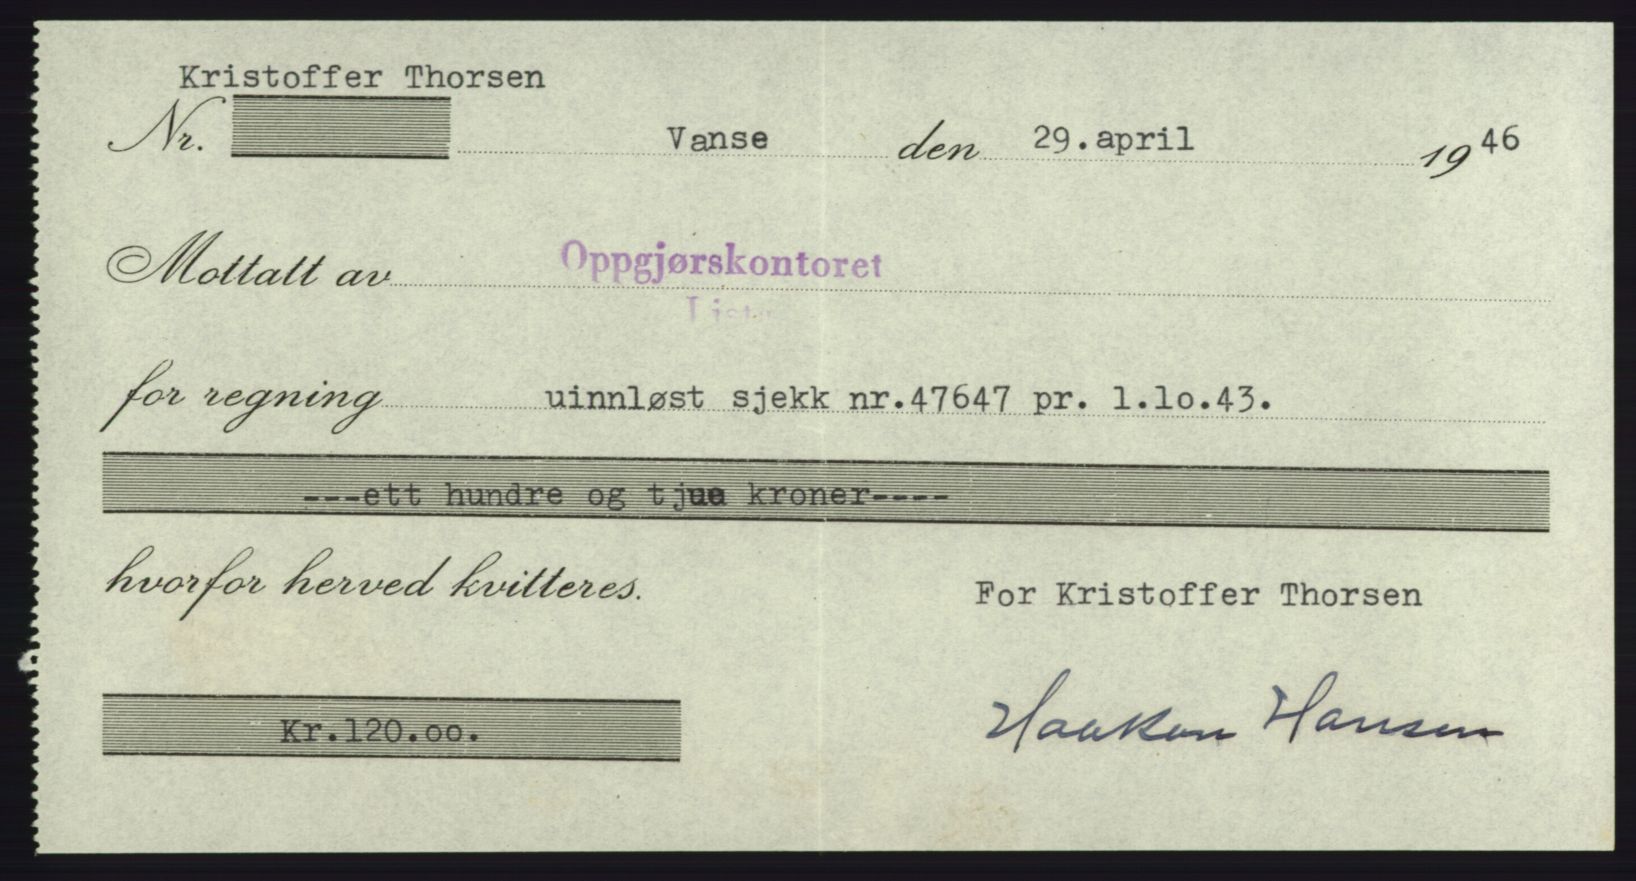 Kristoffer Thorsen
Nr. Vanse den 29.april 1946
Mottatt av Oppgjørskontoret
for regning uinnløst sjekk nr.47647 pr. 1.1o.43.
---ett hundre og tjue kroner----
hvorfor herved kvitteres.
For Kristoffer Thorsen
Kr.120.oo.
Haakon Hansen